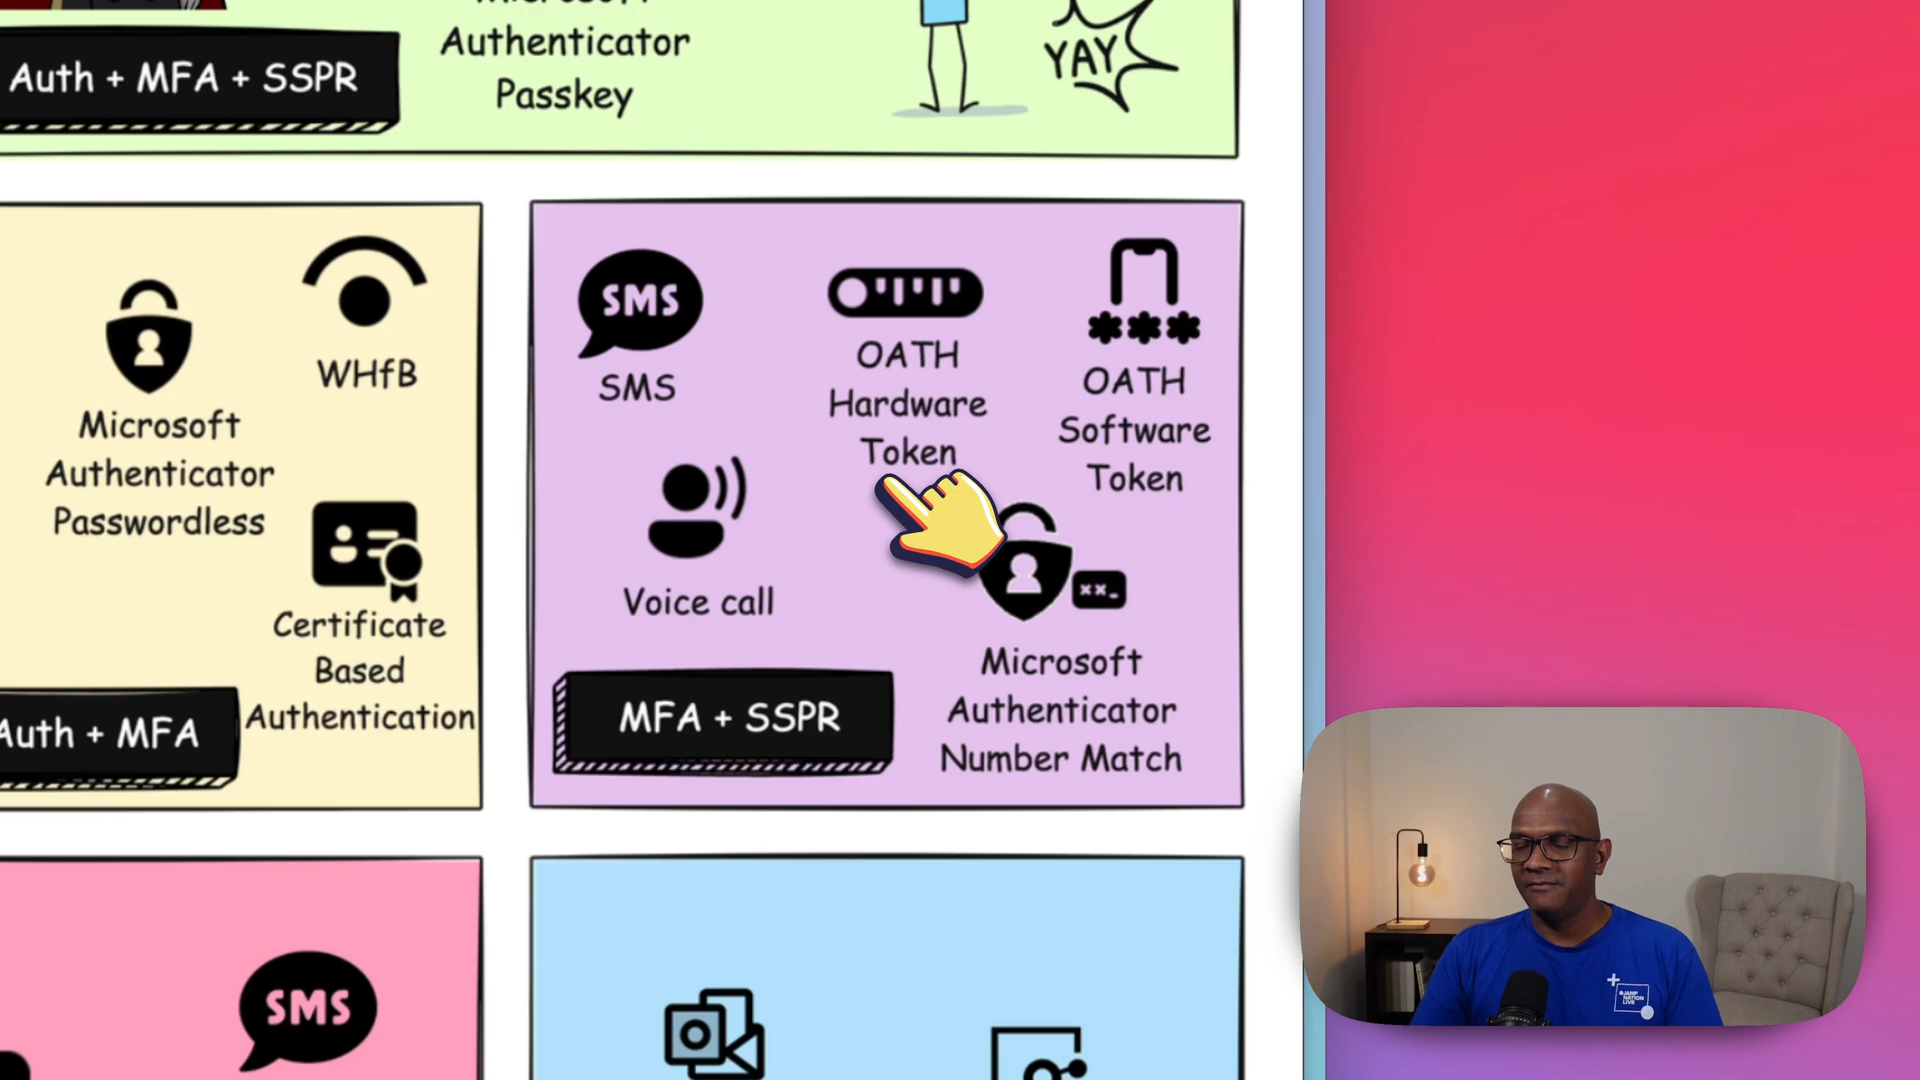 Authenticator
Passkey
Auth + MFA + SSPR
YAY
Microsoft
Authenticator
Passwordless
WHfB
Certificate
Based
Authentication
Auth + MFA
SMS
SMS
OATH
Hardware
Token
OATH
Software
Token
Voice call
MFA + SSPR
Microsoft
Authenticator
Number Match
SMS